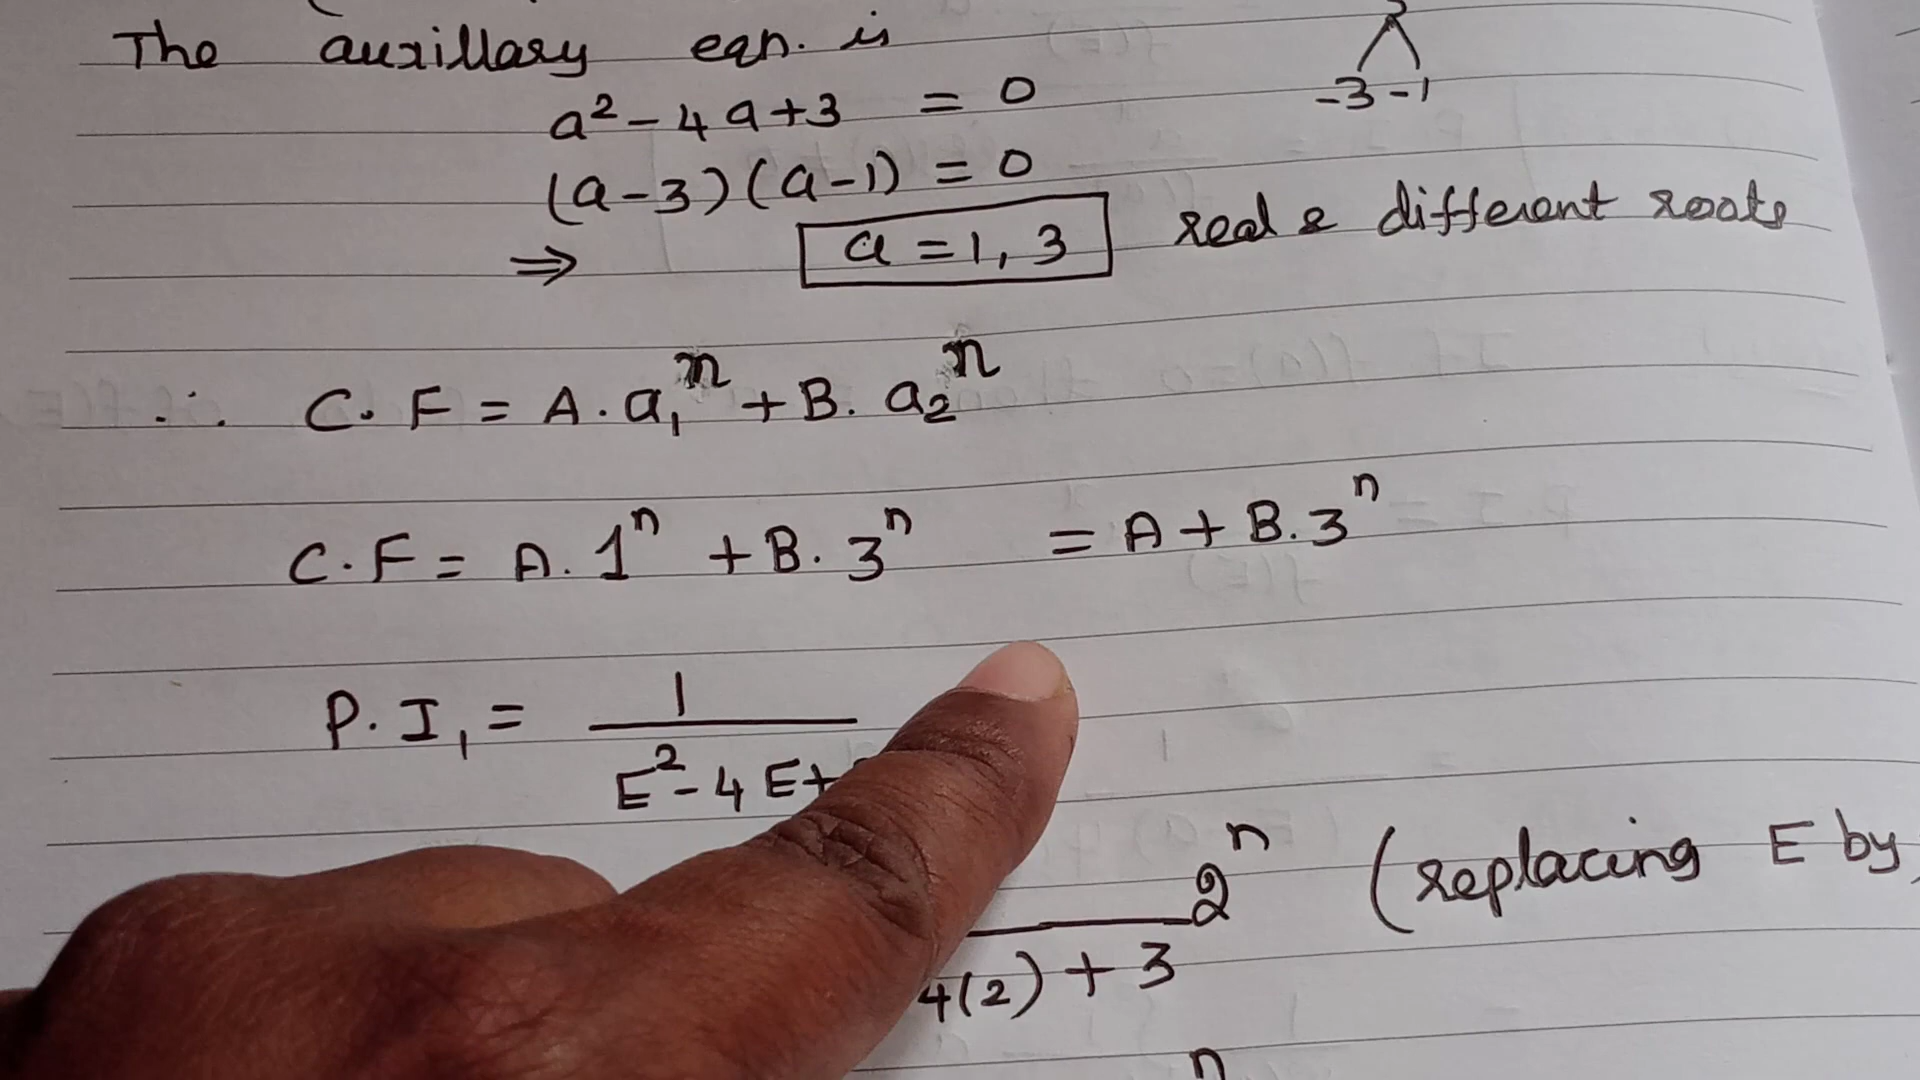 The auxillary eqn. is
a² - 4a + 3 = 0
-3 -1
(a-3)(a-1) = 0
⇒ a = 1, 3 real & different roots
∴ C.F = A.a₁ⁿ + B.a₂ⁿ
C.F = A.1ⁿ + B.3ⁿ = A + B.3ⁿ
P.I₁ = 1
E² - 4E+
2ⁿ (replacing E by
4(2) + 3
n